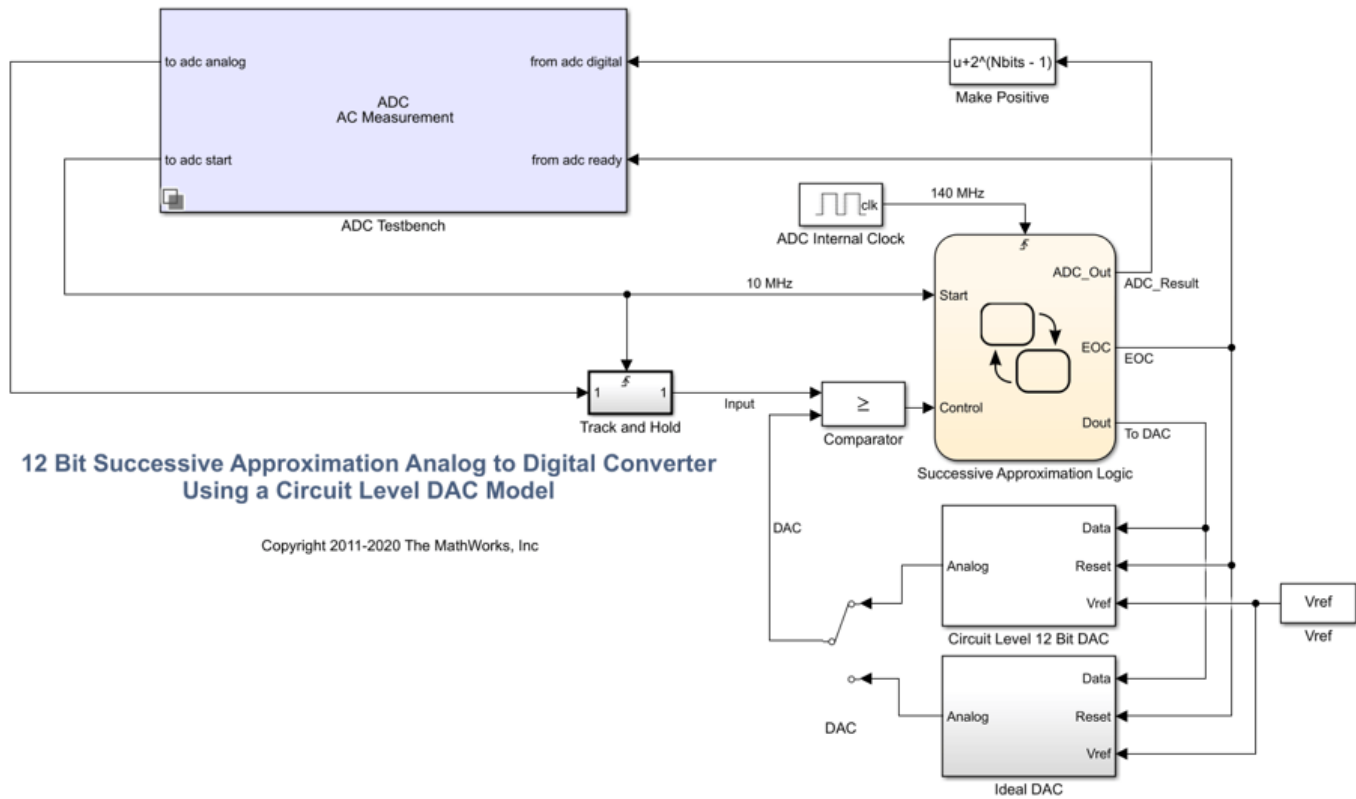 to adc analog
from adc digital
ADC
AC Measurement
to adc start
from adc ready
ADC Testbench
u+2^(Nbits - 1)
Make Positive
clk
ADC Internal Clock
140 MHz
10 MHz
Start
ADC_Out
ADC_Result
EOC
EOC
Control
Dout
To DAC
Successive Approximation Logic
1
1
Track and Hold
Input
≥
Comparator
12 Bit Successive Approximation Analog to Digital Converter
Using a Circuit Level DAC Model
Copyright 2011-2020 The MathWorks, Inc
DAC
Data
Analog
Reset
Vref
Circuit Level 12 Bit DAC
Vref
Vref
DAC
Data
Analog
Reset
Vref
Ideal DAC